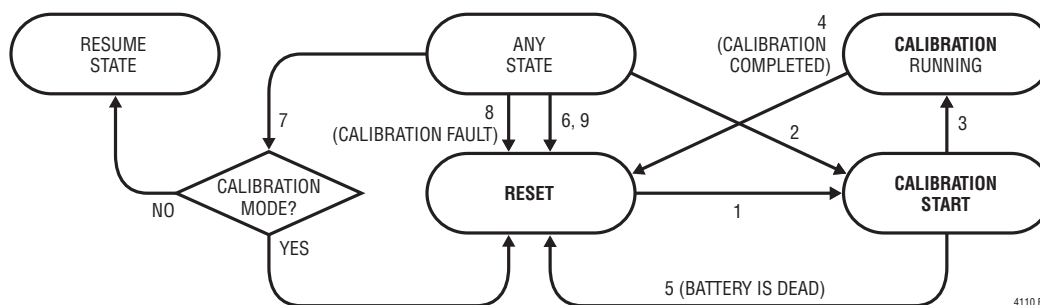 RESUME
STATE
ANY
STATE
4
(CALIBRATION
COMPLETED)
CALIBRATION
RUNNING
7
8
(CALIBRATION FAULT)
6, 9
2
3
CALIBRATION
MODE?
NO
YES
RESET
1
CALIBRATION
START
5 (BATTERY IS DEAD)